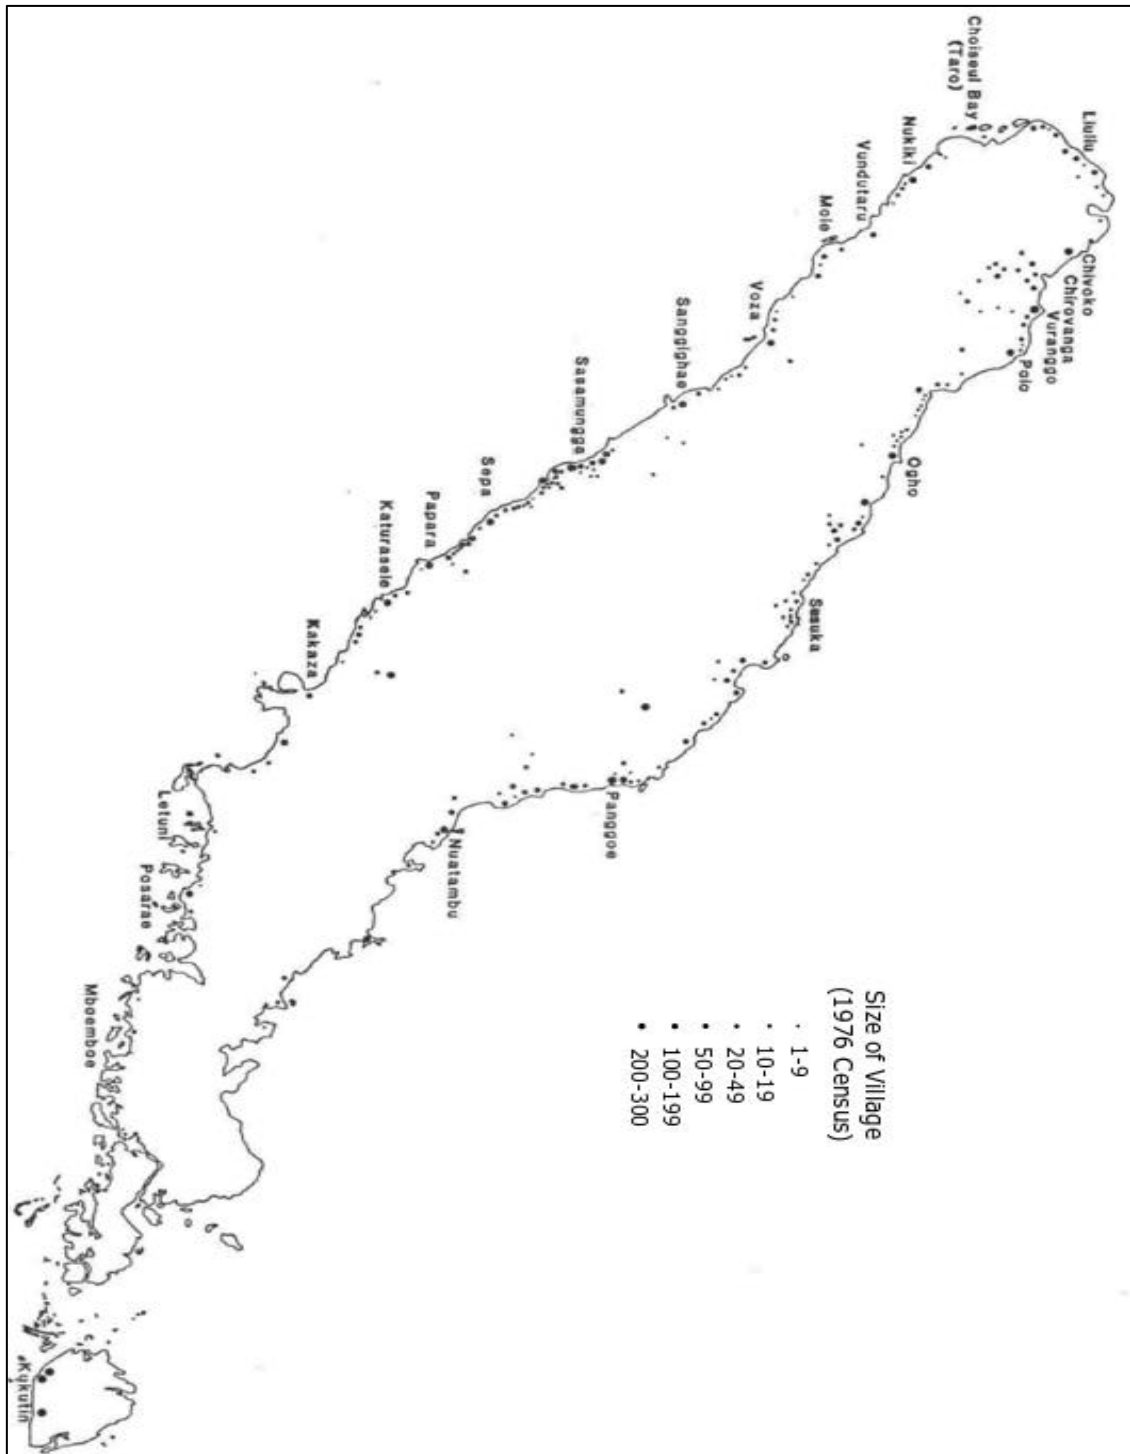 Liuliu
Choiseul Bay
(Taro)
Nukiki
Vundutaru
Mole
Voza
Sanggighae
Sasamungga
Sepa
Papara
Katurasele
Kakaza
Letuni
Posarae
Mboemboe
Kukutin
Chivoko
Chirovanga
Vuranggo
Polo
Ogho
Susuka
Panggoe
Nuatambu
Size of Village
(1976 Census)
1-9
10-19
20-49
50-99
100-199
200-300